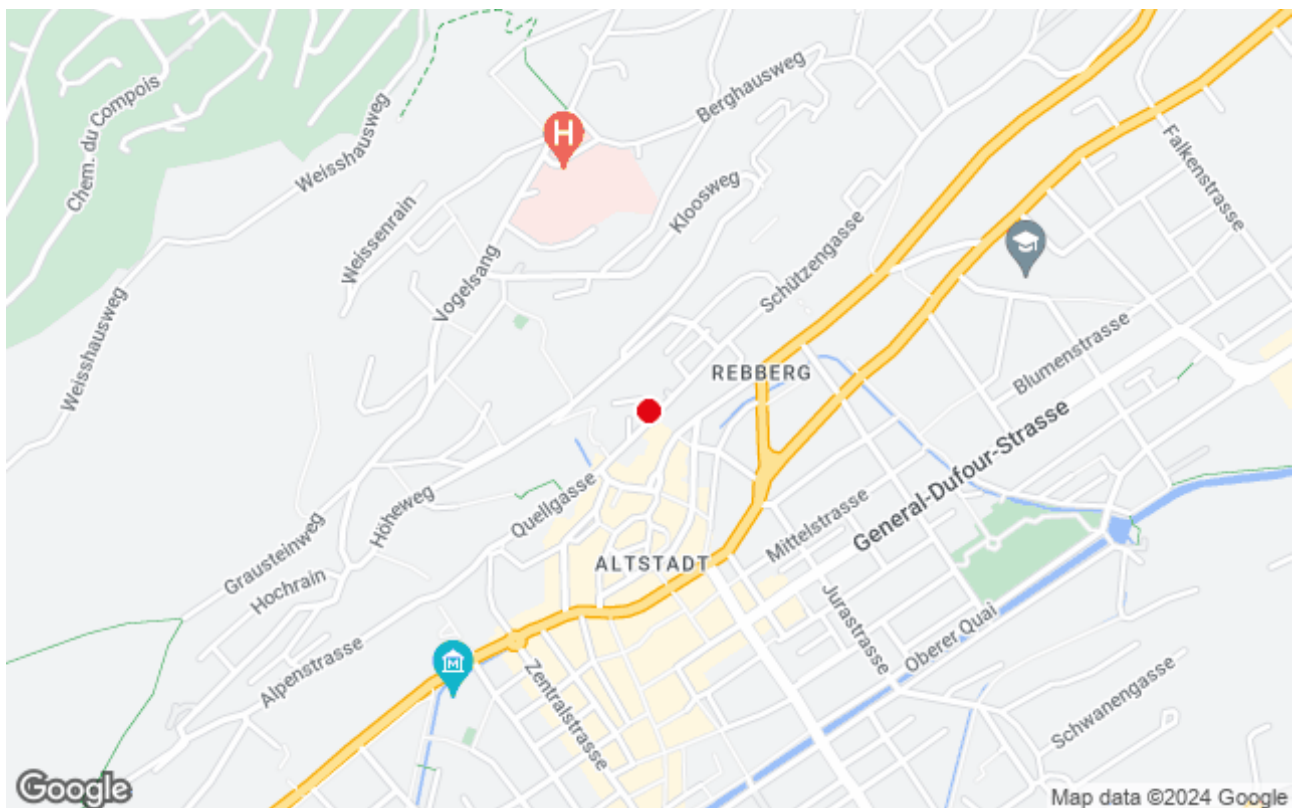 Chem. du Compois
Weisshausweg
Berghausweg
H
Falkenstrasse
Kloosweg
Weissenrain
Schützengasse
Vogelsang
Weisshausweg
Blumenstrasse
REBBERG
General-Dufour-Strasse
Quellgasse
Höheweg
Mittelstrasse
Grausteinweg
ALTSTADT
Hochrain
Jurastrasse
Oberer Quai
Alpenstrasse
M
Zentralstrasse
Schwanengasse
Google
Map data ©2024 Google